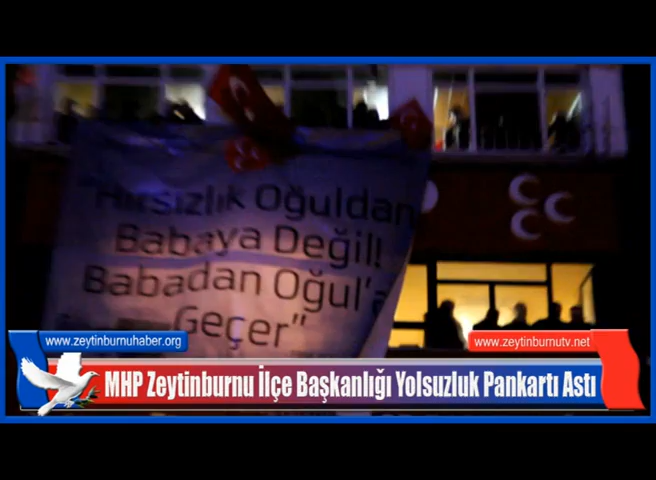 "Hırsızlık Oğuldan
Babaya Değil!
Babadan Oğul'a
Geçer"
www.zeytinburnuhaber.org
www.zeytinburnutv.net
MHP Zeytinburnu İlçe Başkanlığı Yolsuzluk Pankartı Astı